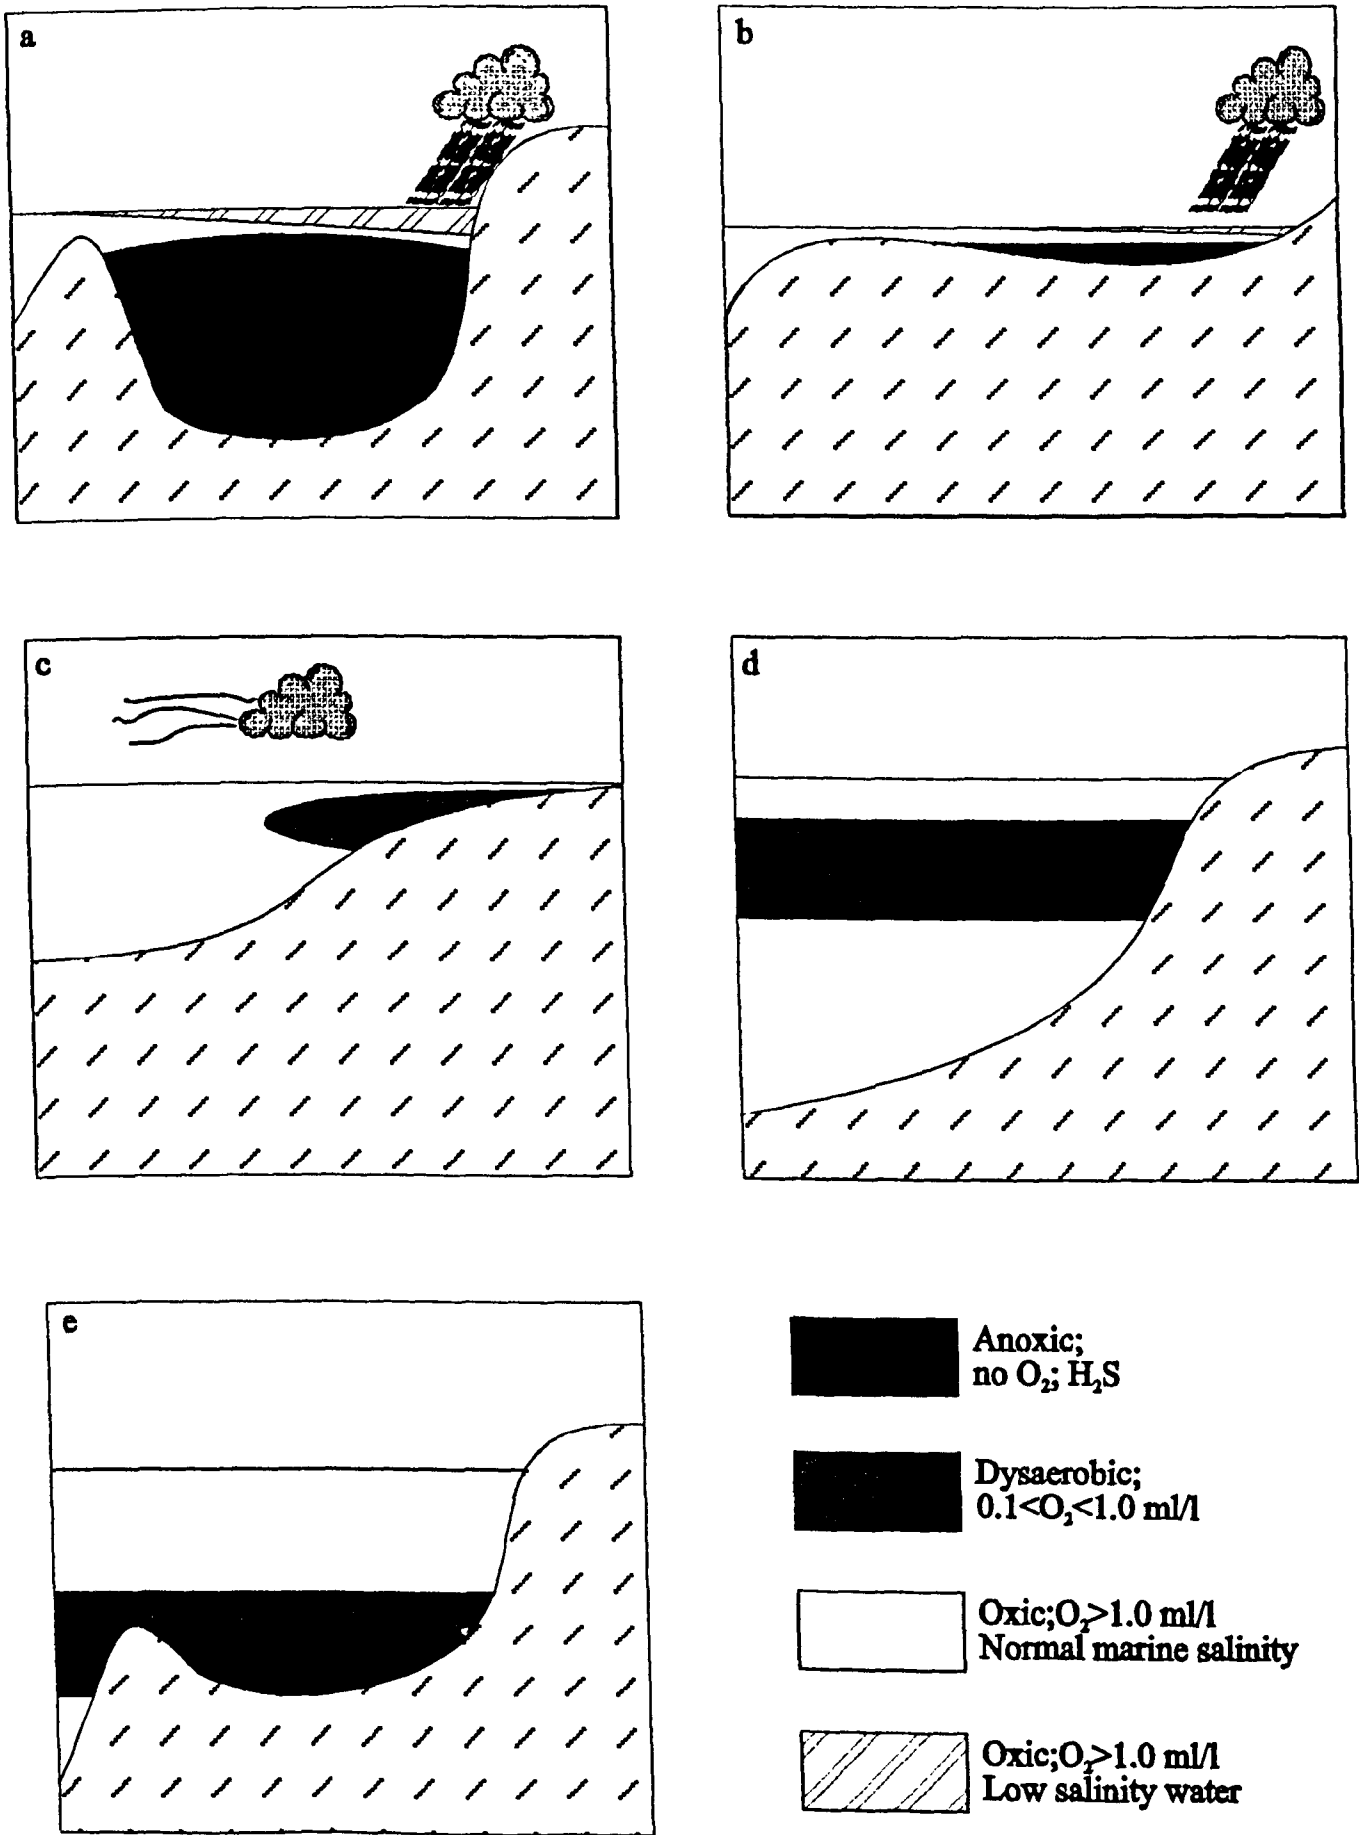 a
b
c
d
e
Anoxic;
no O₂; H₂S
Dysaerobic;
0.1<O₂<1.0 ml/l
Oxic;O₂>1.0 ml/l
Normal marine salinity
Oxic;O₂>1.0 ml/l
Low salinity water